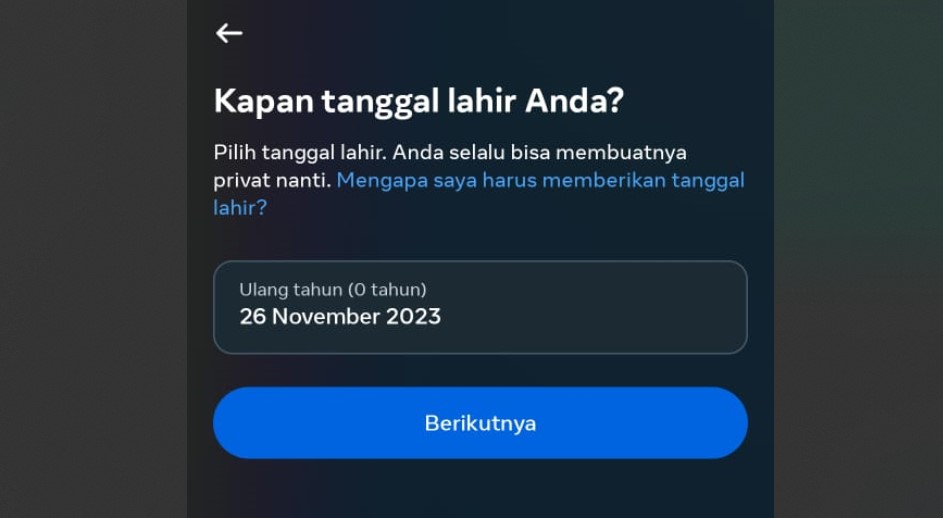 Kapan tanggal lahir Anda?
Pilih tanggal lahir. Anda selalu bisa membuatnya
privat nanti. Mengapa saya harus memberikan tanggal
lahir?
Ulang tahun (0 tahun)
26 November 2023
Berikutnya